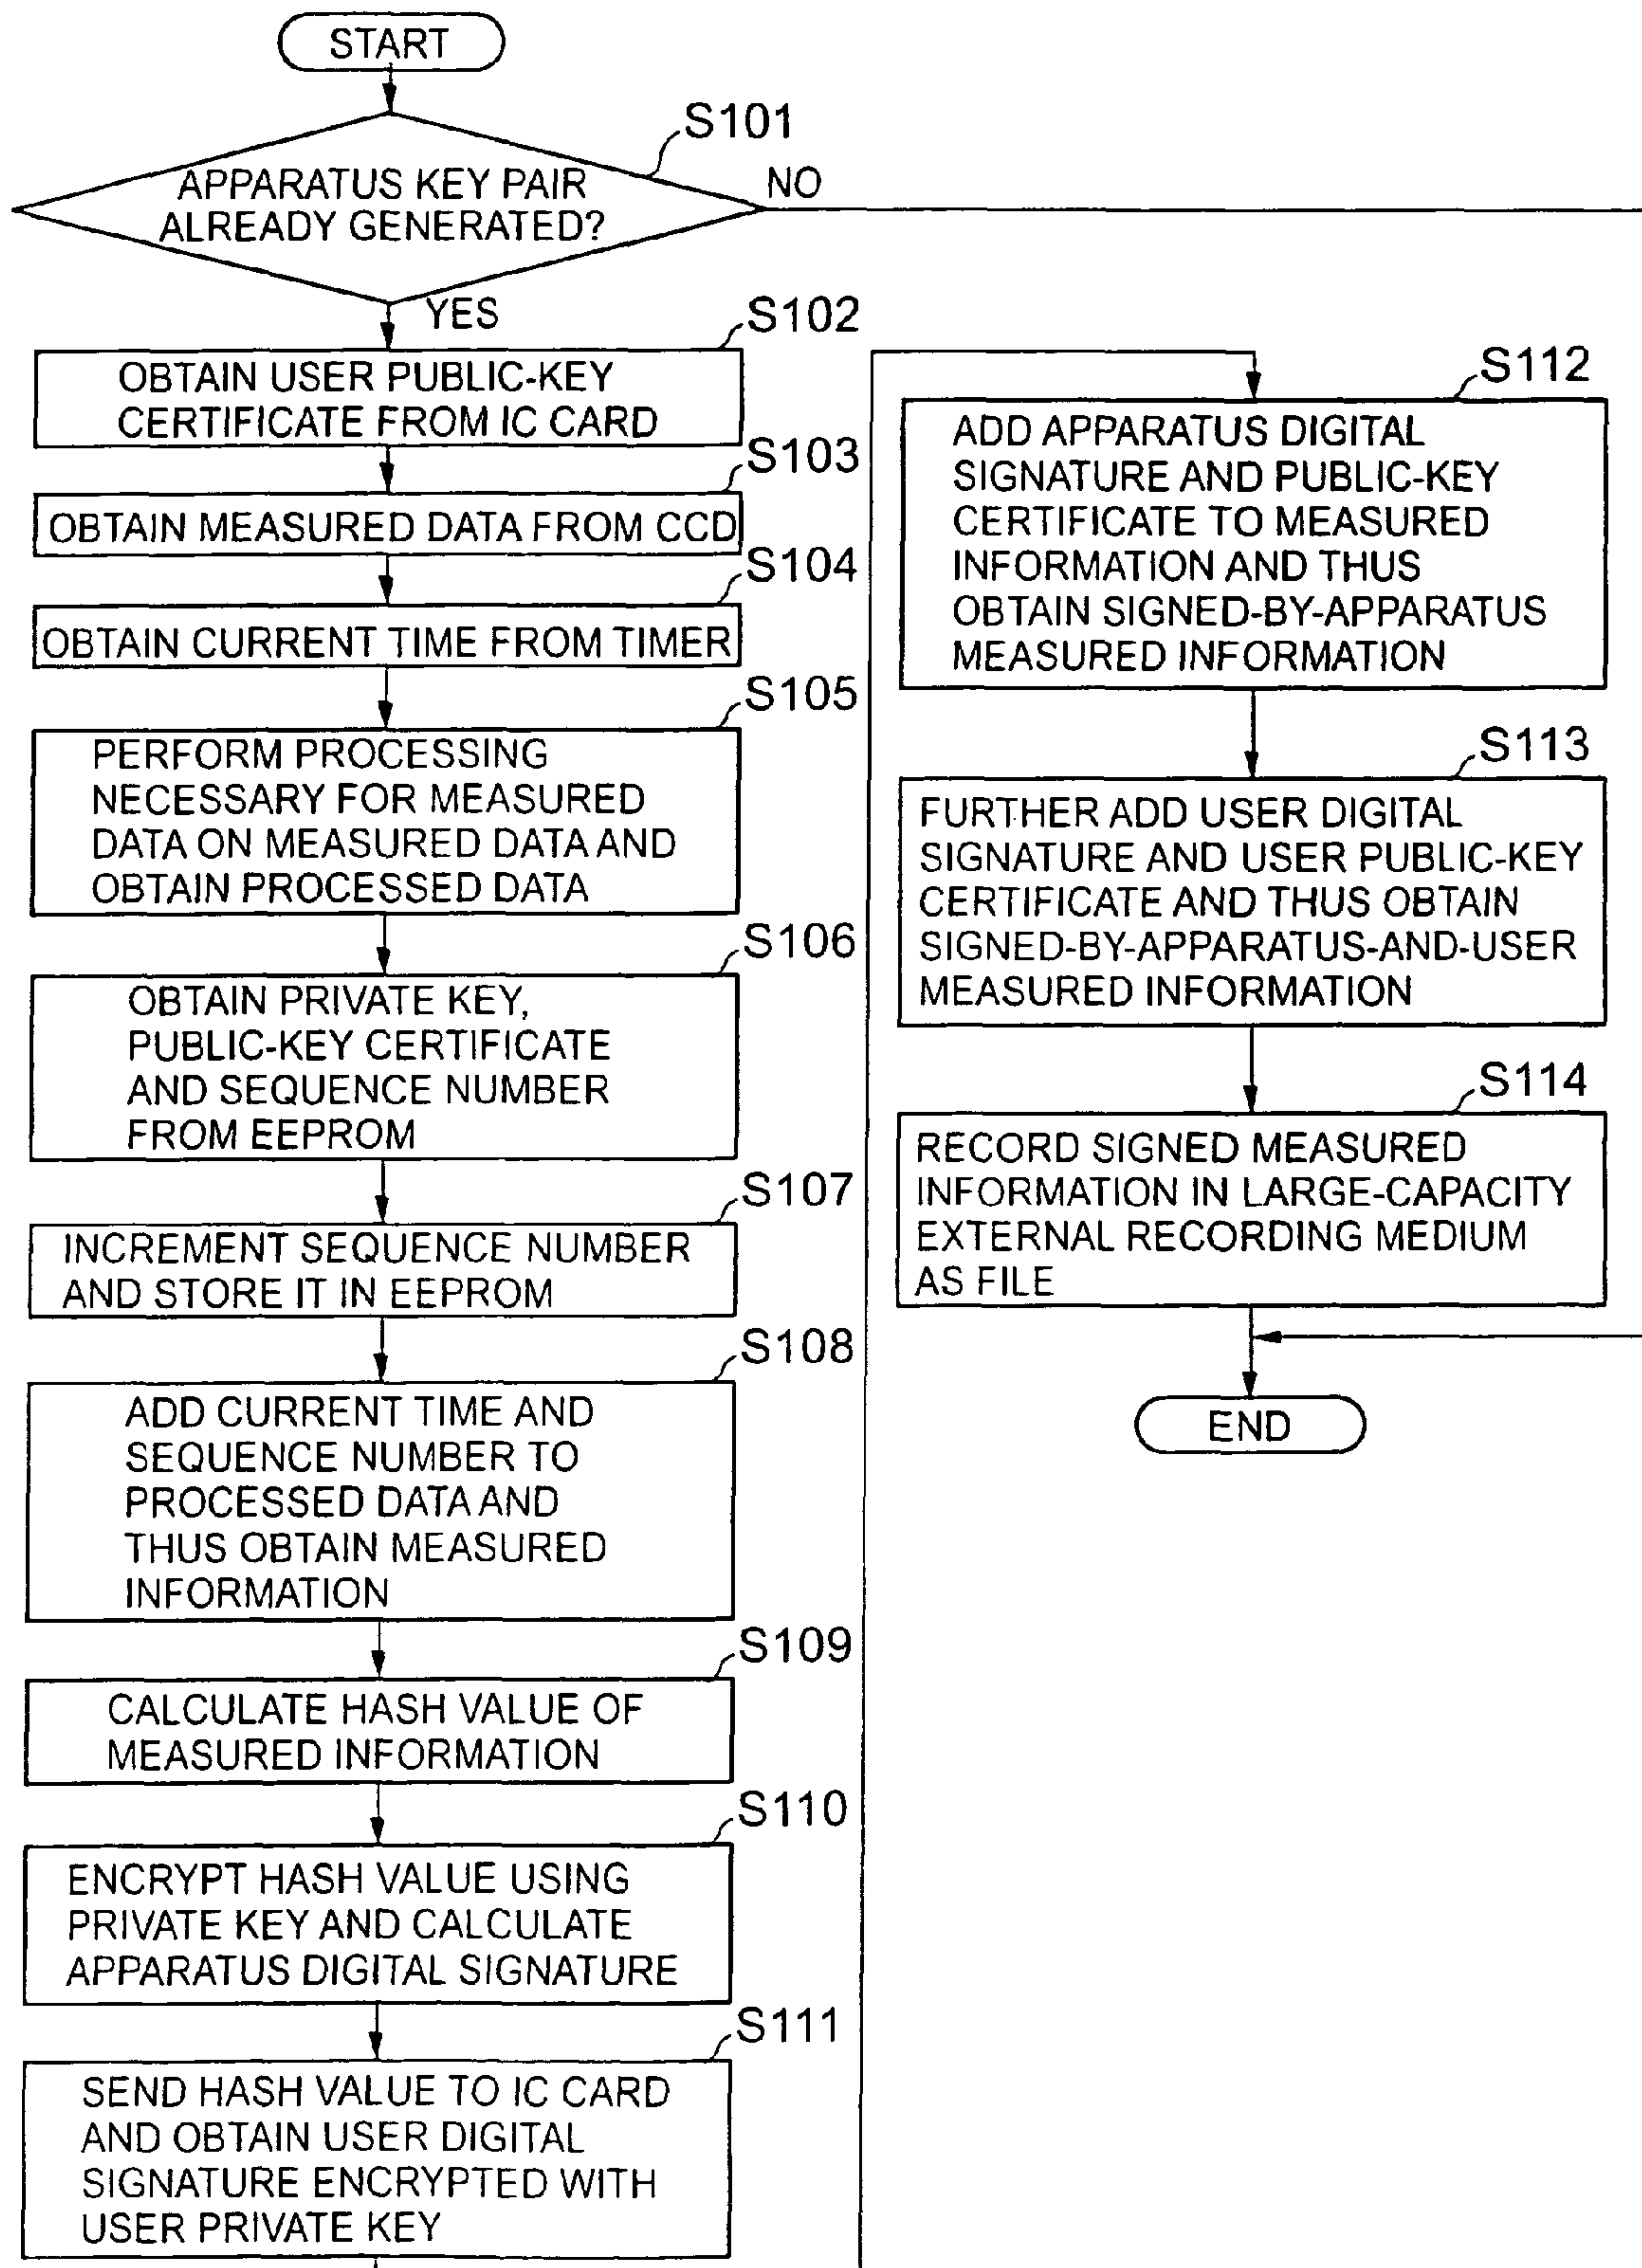 START
S101
APPARATUS KEY PAIR
ALREADY GENERATED?
NO
YES
S102
OBTAIN USER PUBLIC-KEY
CERTIFICATE FROM IC CARD
S103
OBTAIN MEASURED DATA FROM CCD
S104
OBTAIN CURRENT TIME FROM TIMER
S105
PERFORM PROCESSING
NECESSARY FOR MEASURED
DATA ON MEASURED DATA AND
OBTAIN PROCESSED DATA
S106
OBTAIN PRIVATE KEY,
PUBLIC-KEY CERTIFICATE
AND SEQUENCE NUMBER
FROM EEPROM
S107
INCREMENT SEQUENCE NUMBER
AND STORE IT IN EEPROM
S108
ADD CURRENT TIME AND
SEQUENCE NUMBER TO
PROCESSED DATA AND
THUS OBTAIN MEASURED
INFORMATION
S109
CALCULATE HASH VALUE OF
MEASURED INFORMATION
S110
ENCRYPT HASH VALUE USING
PRIVATE KEY AND CALCULATE
APPARATUS DIGITAL SIGNATURE
S111
SEND HASH VALUE TO IC CARD
AND OBTAIN USER DIGITAL
SIGNATURE ENCRYPTED WITH
USER PRIVATE KEY
S112
ADD APPARATUS DIGITAL
SIGNATURE AND PUBLIC-KEY
CERTIFICATE TO MEASURED
INFORMATION AND THUS
OBTAIN SIGNED-BY-APPARATUS
MEASURED INFORMATION
S113
FURTHER ADD USER DIGITAL
SIGNATURE AND USER PUBLIC-KEY
CERTIFICATE AND THUS OBTAIN
SIGNED-BY-APPARATUS-AND-USER
MEASURED INFORMATION
S114
RECORD SIGNED MEASURED
INFORMATION IN LARGE-CAPACITY
EXTERNAL RECORDING MEDIUM
AS FILE
END